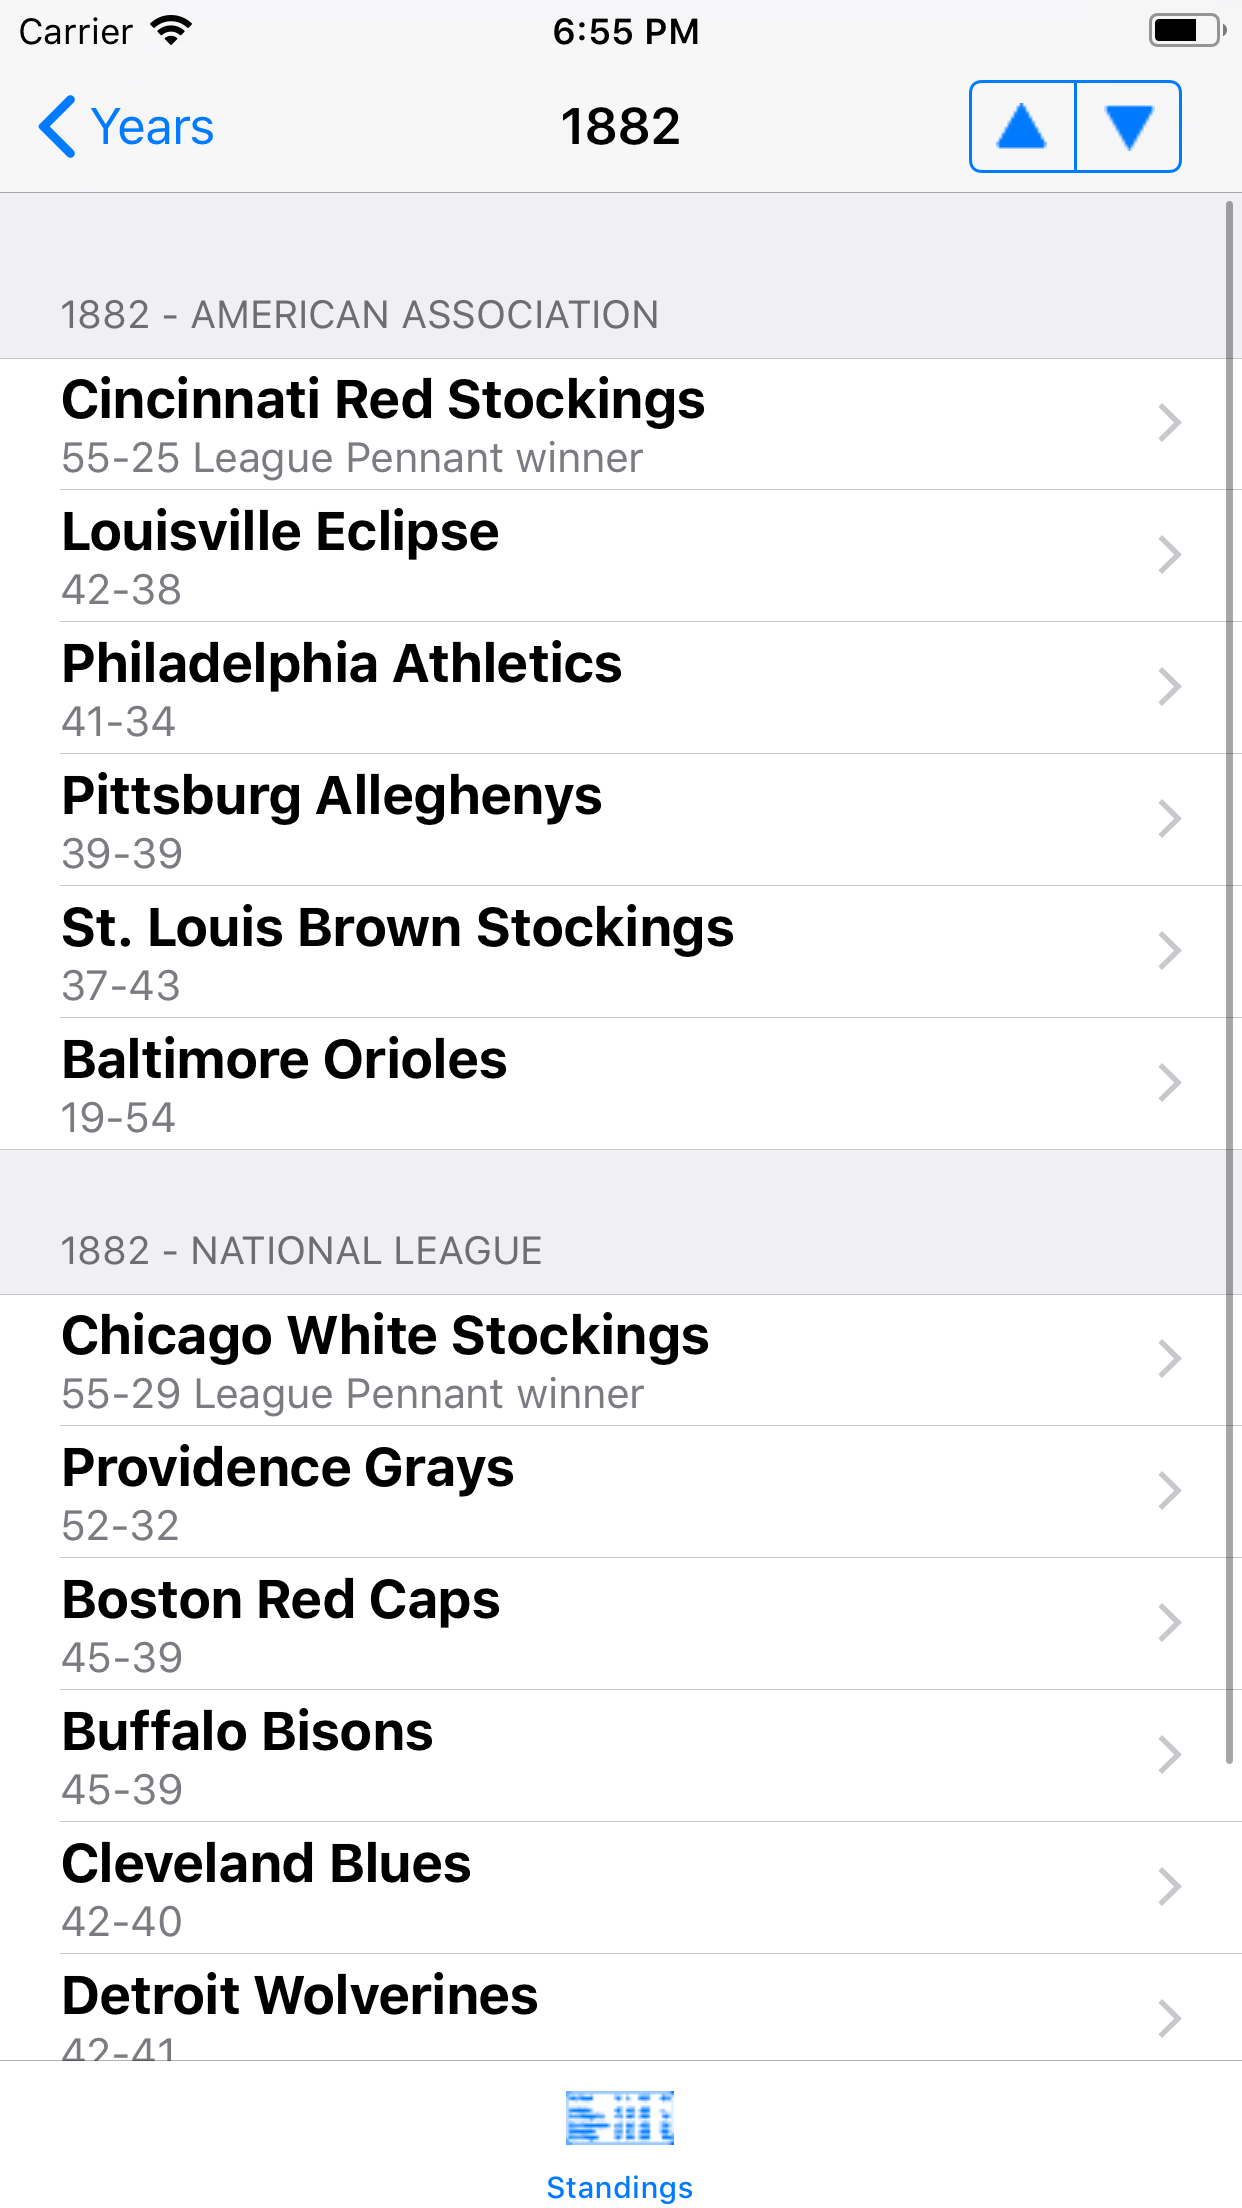 Carrier 6:55 PM
Years 1882
1882 - AMERICAN ASSOCIATION
Cincinnati Red Stockings
55-25 League Pennant winner
Louisville Eclipse
42-38
Philadelphia Athletics
41-34
Pittsburg Alleghenys
39-39
St. Louis Brown Stockings
37-43
Baltimore Orioles
19-54
1882 - NATIONAL LEAGUE
Chicago White Stockings
55-29 League Pennant winner
Providence Grays
52-32
Boston Red Caps
45-39
Buffalo Bisons
45-39
Cleveland Blues
42-40
Detroit Wolverines
42-41
Standings